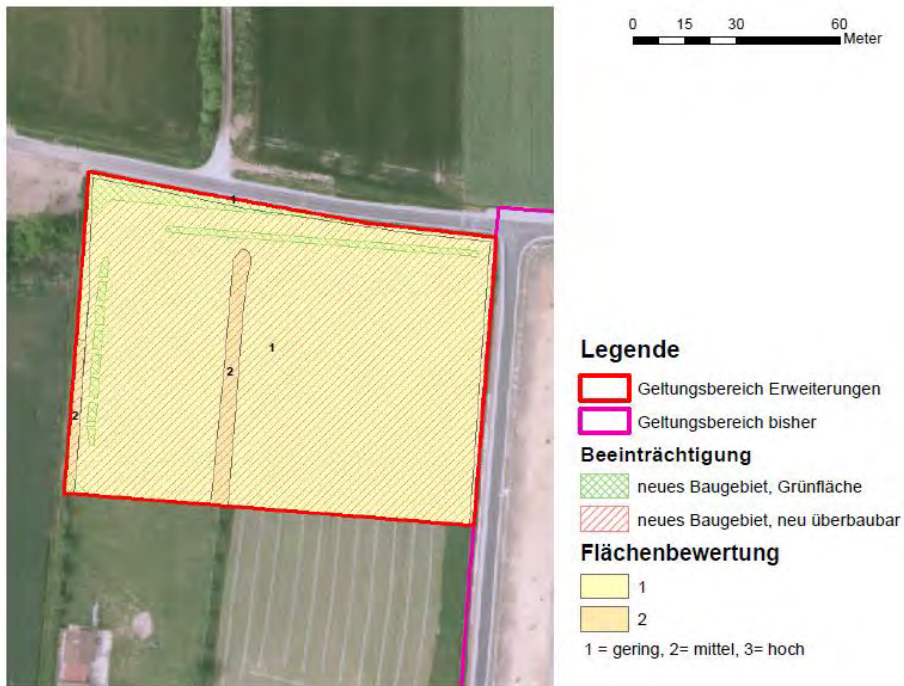 0 15 30 60
Meter
1
1
2
2
Legende
Geltungsbereich Erweiterungen
Geltungsbereich bisher
Beeinträchtigung
neues Baugebiet, Grünfläche
neues Baugebiet, neu überbaubar
Flächenbewertung
1
2
1 = gering, 2= mittel, 3= hoch